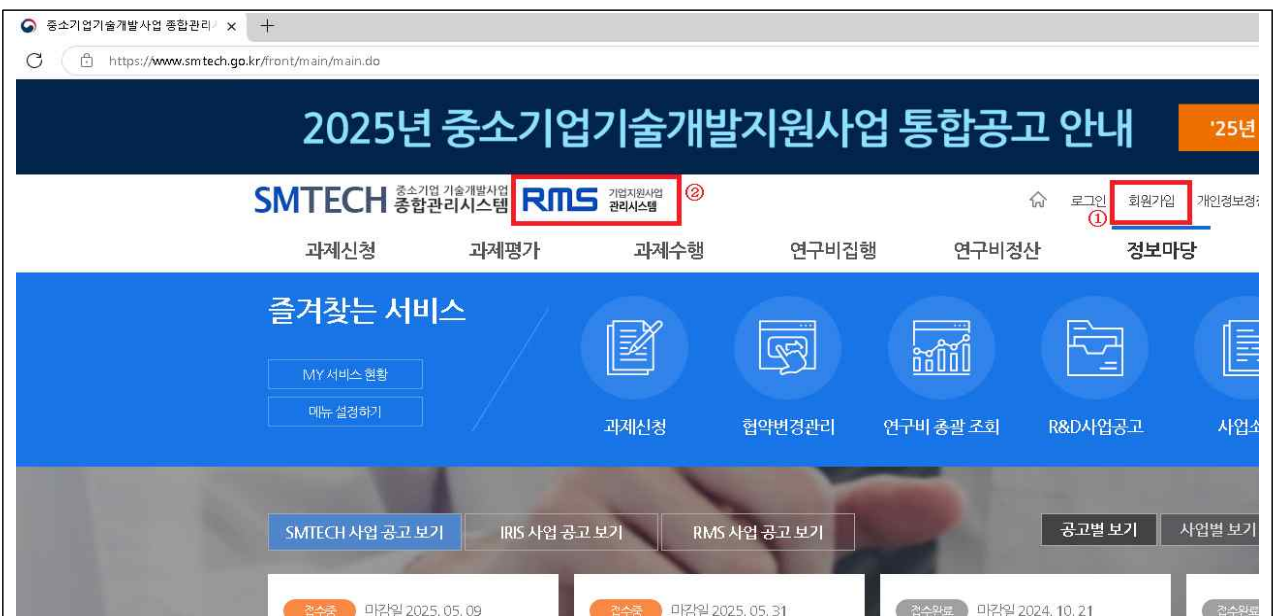 중소기업기술개발사업 종합관리
https://www.smtech.go.kr/front/main/main.do
2025년 중소기업기술개발지원사업 통합공고 안내
'25년
SMTECH 중소기업 기술개발사업 종합관리시스템
RMS 기업지원사업 관리시스템 ②
로그인 ① 회원가입 개인정보정
과제신청 과제평가 과제수행 연구비집행 연구비정산 정보마당
즐겨찾는 서비스
MY 서비스 현황
메뉴 설정하기
과제신청 협약변경관리 연구비 총괄 조회 R&D사업공고 사업소
SMTECH 사업 공고 보기 IRIS 사업 공고 보기 RMS 사업 공고 보기 공고별 보기 사업별 보기
접수중 마감일 2025. 05. 09 접수중 마감일 2025. 05. 31 접수완료 마감일 2024. 10. 21 접수완료